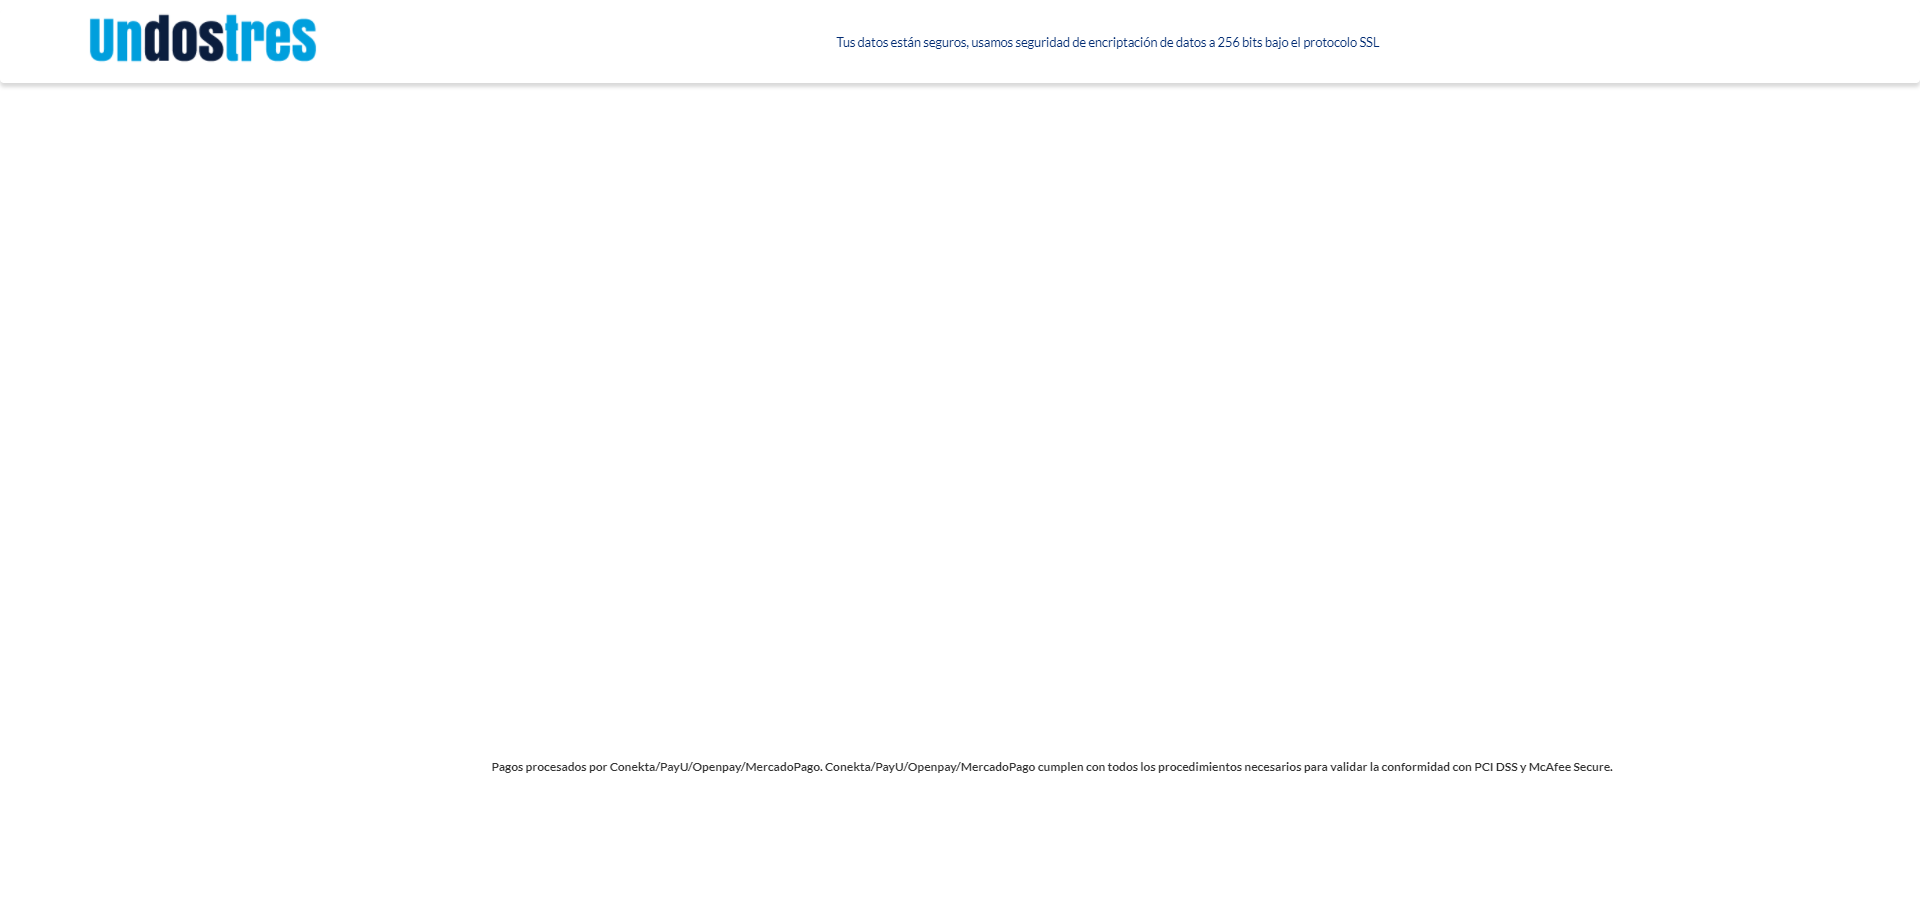 Undostres
Tus datos están seguros, usamos seguridad de encriptación de datos a 256 bits bajo el protocolo SSL
Pagos procesados por Conekta/PayU/Openpay/MercadoPago. Conekta/PayU/Openpay/MercadoPago cumplen con todos los procedimientos necesarios para validar la conformidad con PCI DSS y McAfee Secure.